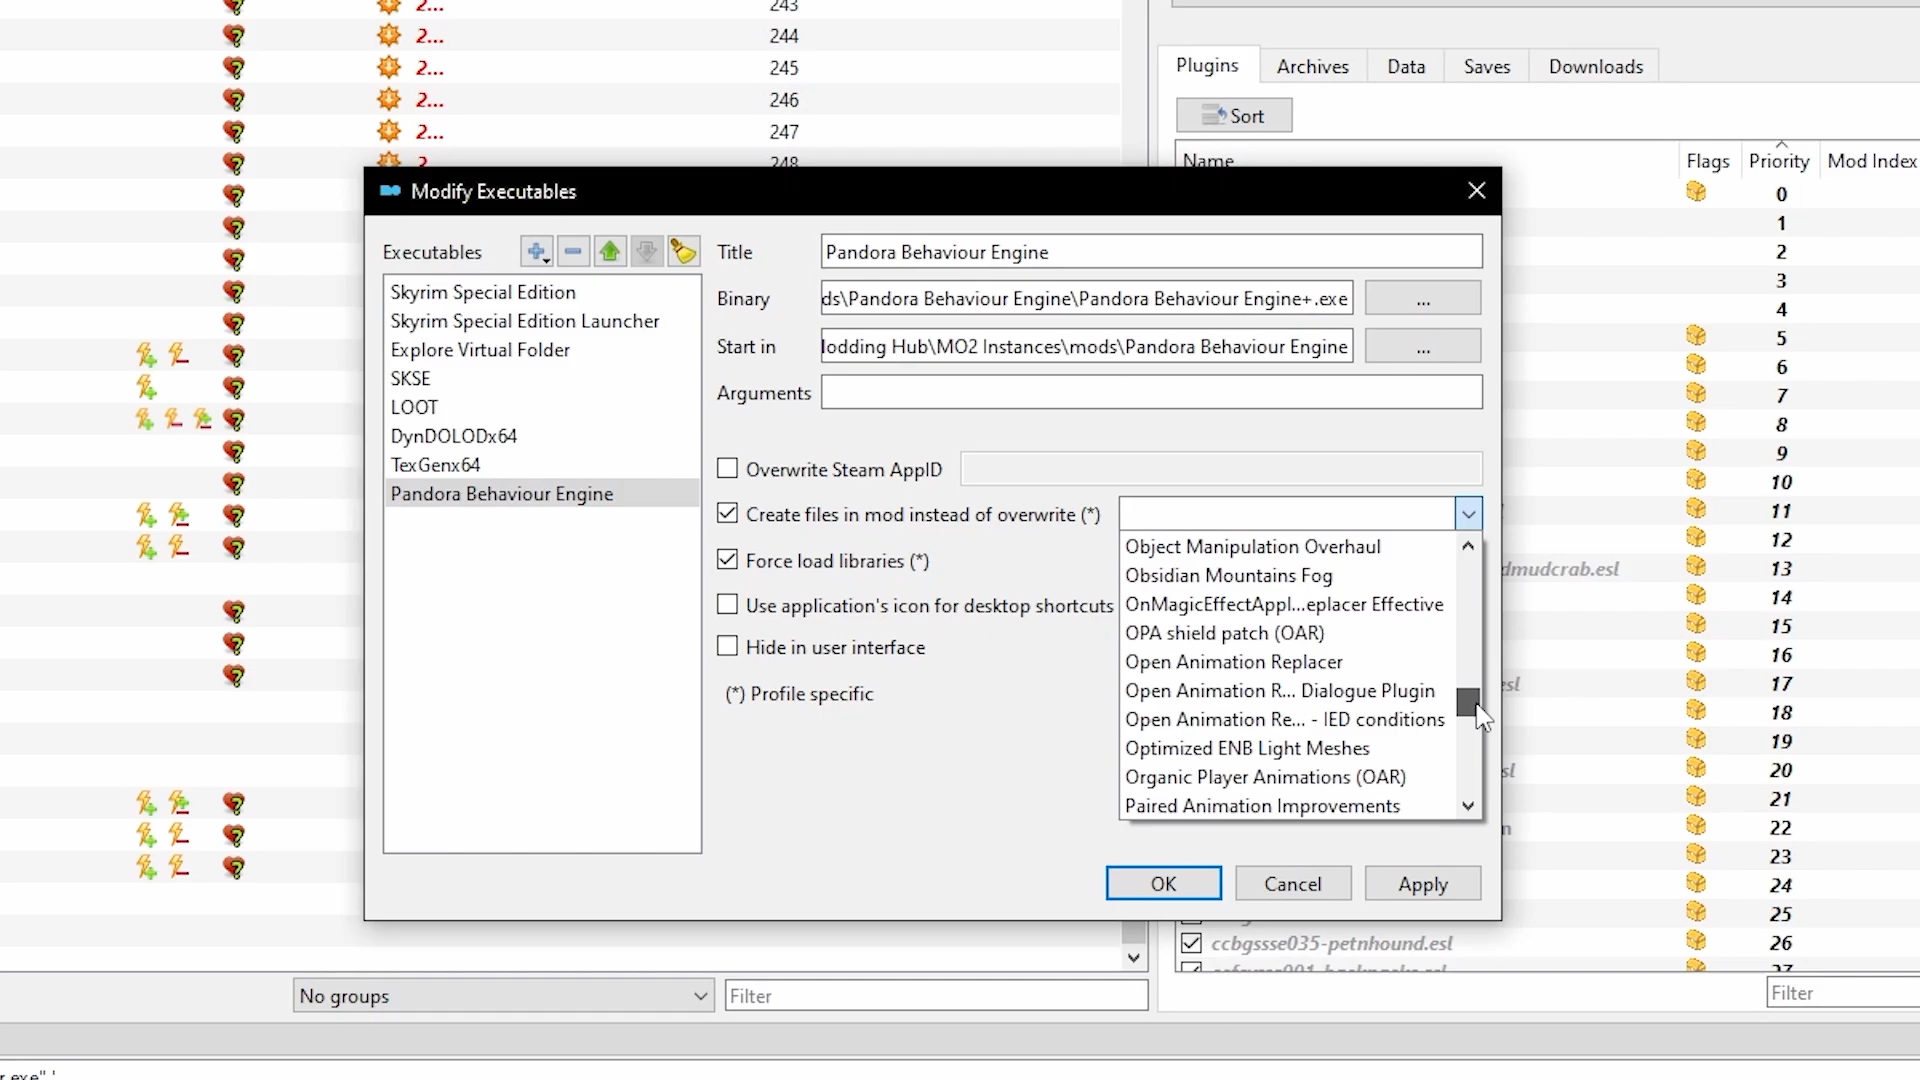 2...
243
2...
244
2...
245
2...
246
2...
247
248
Plugins
Archives
Data
Saves
Downloads
Sort
Name
Flags
Priority
Mod Index
Modify Executables
Executables
Skyrim Special Edition
Skyrim Special Edition Launcher
Explore Virtual Folder
SKSE
LOOT
DynDOLODx64
TexGenx64
Pandora Behaviour Engine
Title
Pandora Behaviour Engine
Binary
ds\Pandora Behaviour Engine\Pandora Behaviour Engine+.exe
...
Start in
lodding Hub\MO2 Instances\mods\Pandora Behaviour Engine
...
Arguments
Overwrite Steam AppID
Create files in mod instead of overwrite (*)
Force load libraries (*)
Use application's icon for desktop shortcuts
Hide in user interface
(*) Profile specific
Object Manipulation Overhaul
Obsidian Mountains Fog
OnMagicEffectAppl...eplacer Effective
OPA shield patch (OAR)
Open Animation Replacer
Open Animation R... Dialogue Plugin
Open Animation Re... - IED conditions
Optimized ENB Light Meshes
Organic Player Animations (OAR)
Paired Animation Improvements
OK
Cancel
Apply
0
1
2
3
4
5
6
7
8
9
10
11
12
dmudcrab.esl
13
14
15
16
sl
17
18
19
sl
20
21
22
23
24
25
ccbgssse035-petnhound.esl
26
27
No groups
Filter
Filter
r.exe" '